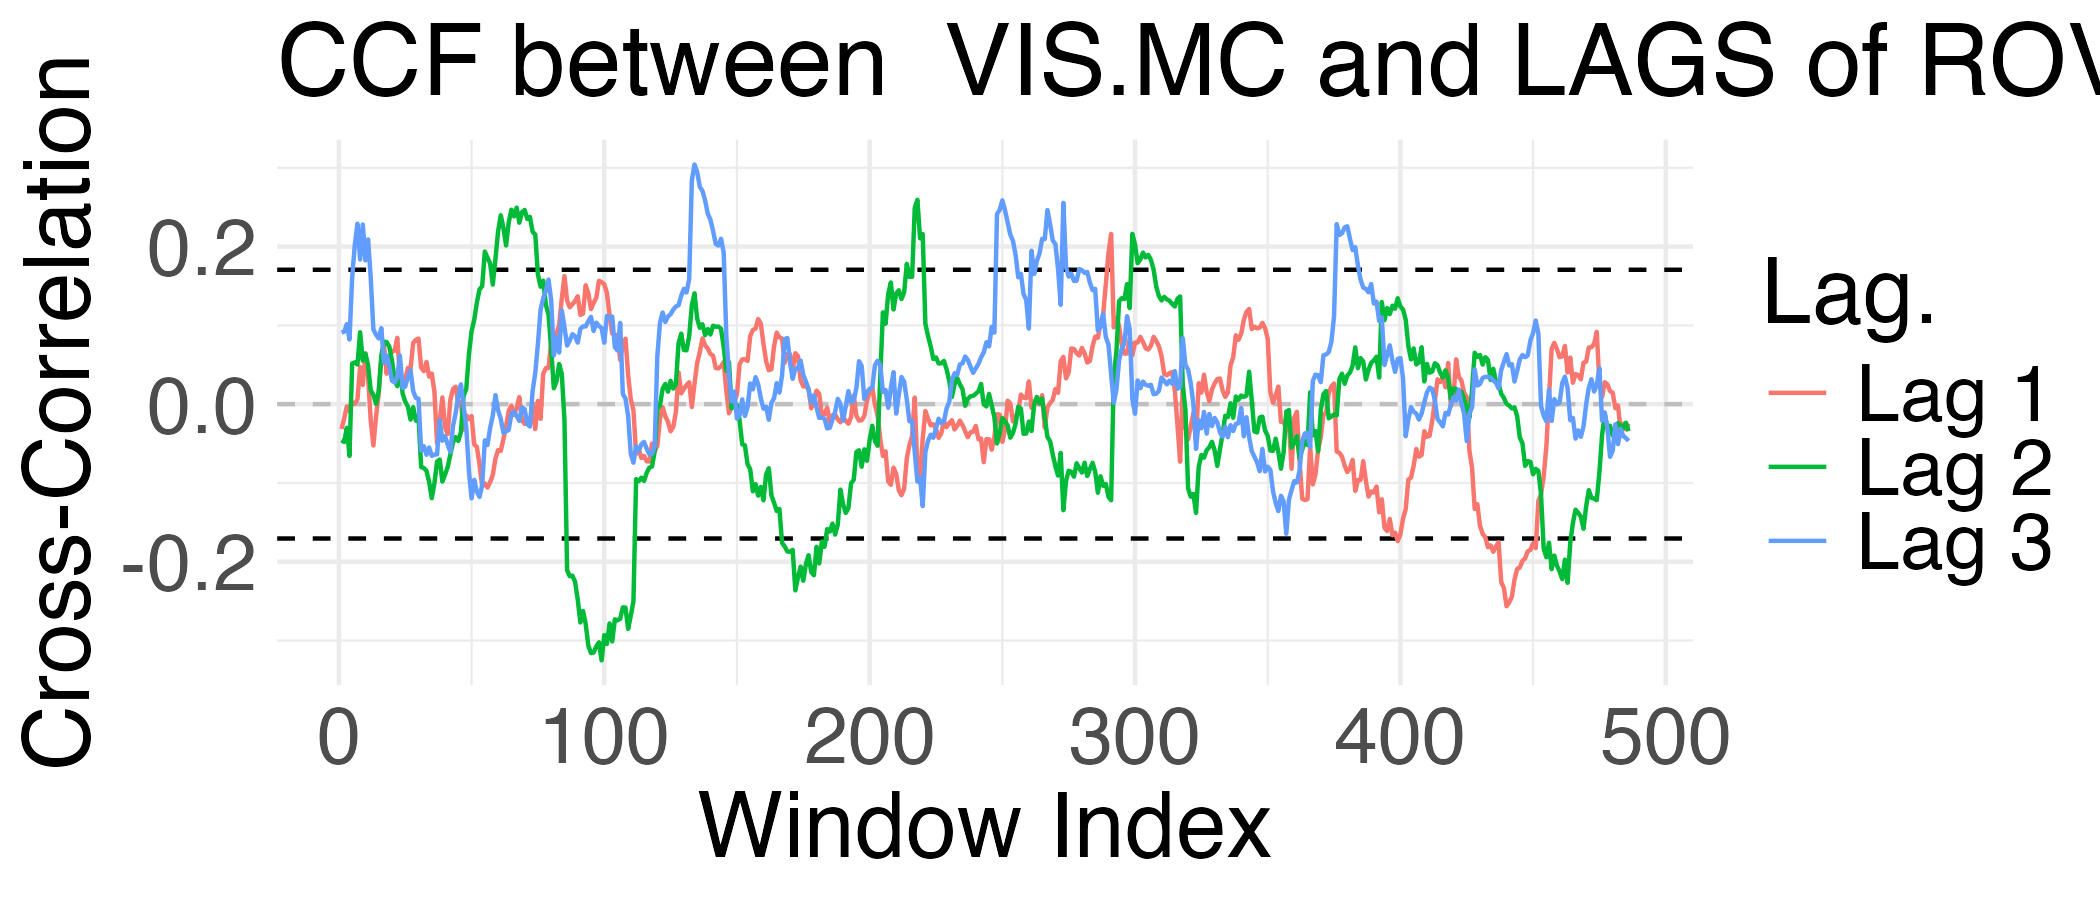 CCF between  VIS.MC and LAGS of ROV
Cross-Correlation
0.2
0.0
-0.2
0
100
200
300
400
500
Window Index
Lag.
Lag 1
Lag 2
Lag 3